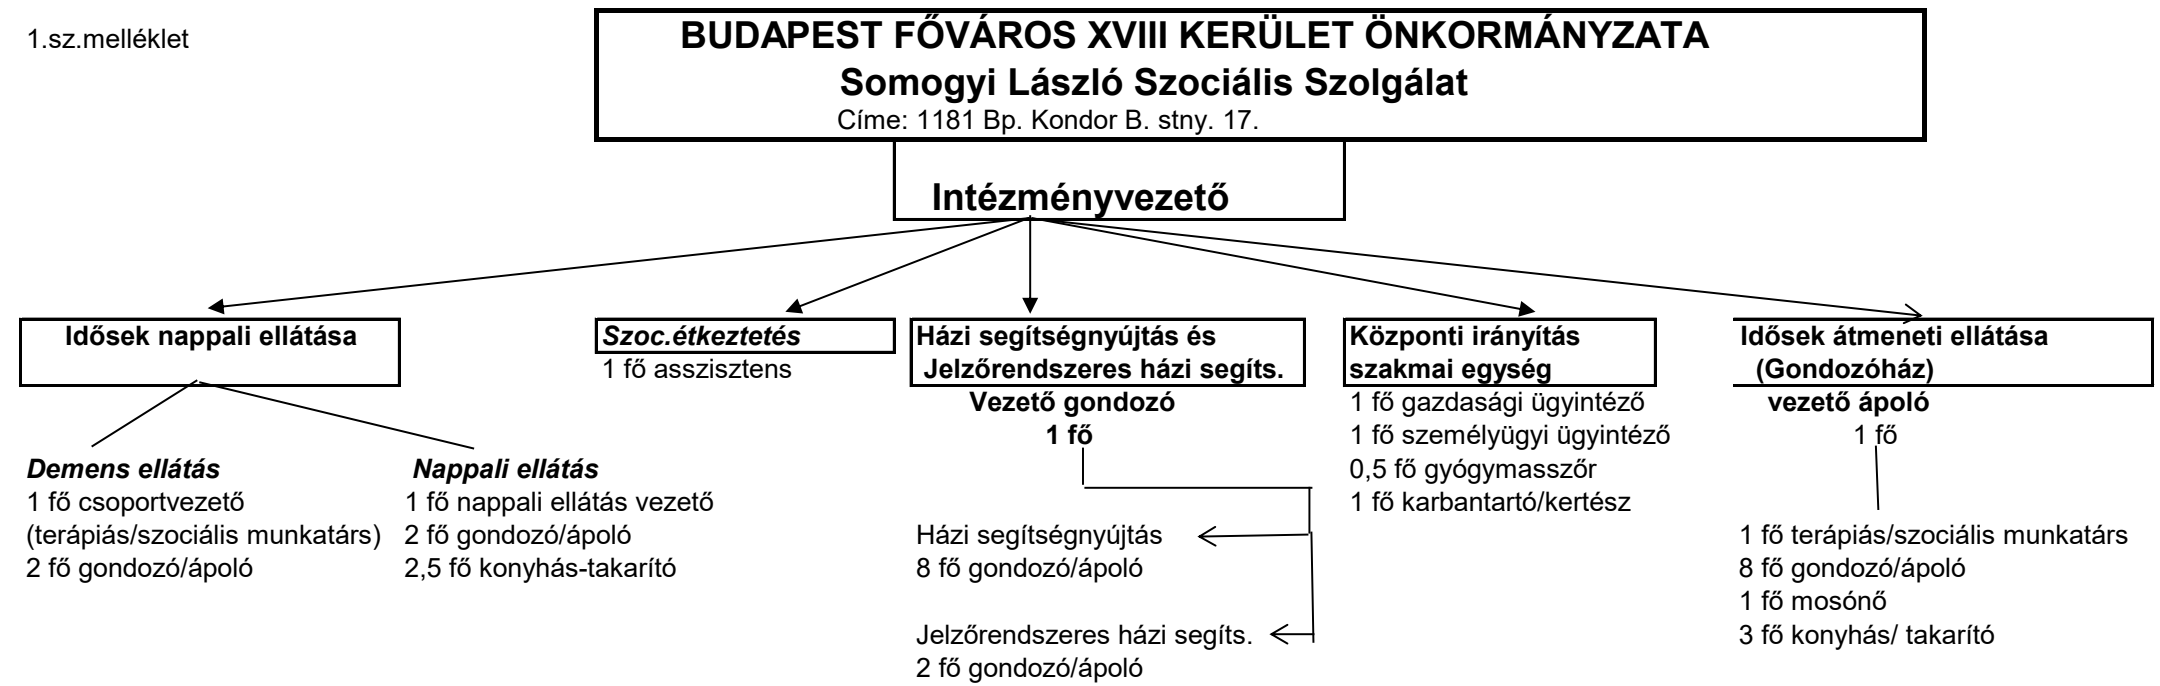 1.sz.melléklet
BUDAPEST FŐVÁROS XVIII KERÜLET ÖNKORMÁNYZATA
Somogyi László Szociális Szolgálat
Címe: 1181 Bp. Kondor B. stny. 17.
Intézményvezető
Idősek nappali ellátása
Demens ellátás
1 fő csoportvezető
(terápiás/szociális munkatárs)
2 fő gondozó/ápoló
Nappali ellátás
1 fő nappali ellátás vezető
2 fő gondozó/ápoló
2,5 fő konyhás-takarító
Szoc.étkeztetés
1 fő asszisztens
Házi segítségnyújtás és
Jelzőrendszeres házi segíts.
Vezető gondozó
1 fő
Házi segítségnyújtás
8 fő gondozó/ápoló
Jelzőrendszeres házi segíts.
2 fő gondozó/ápoló
Központi irányítás
szakmai egység
1 fő gazdasági ügyintéző
1 fő személyügyi ügyintéző
0,5 fő gyógymasszőr
1 fő karbantartó/kertész
Idősek átmeneti ellátása
(Gondozóház)
vezető ápoló
1 fő
1 fő terápiás/szociális munkatárs
8 fő gondozó/ápoló
1 fő mosónő
3 fő konyhás/ takarító